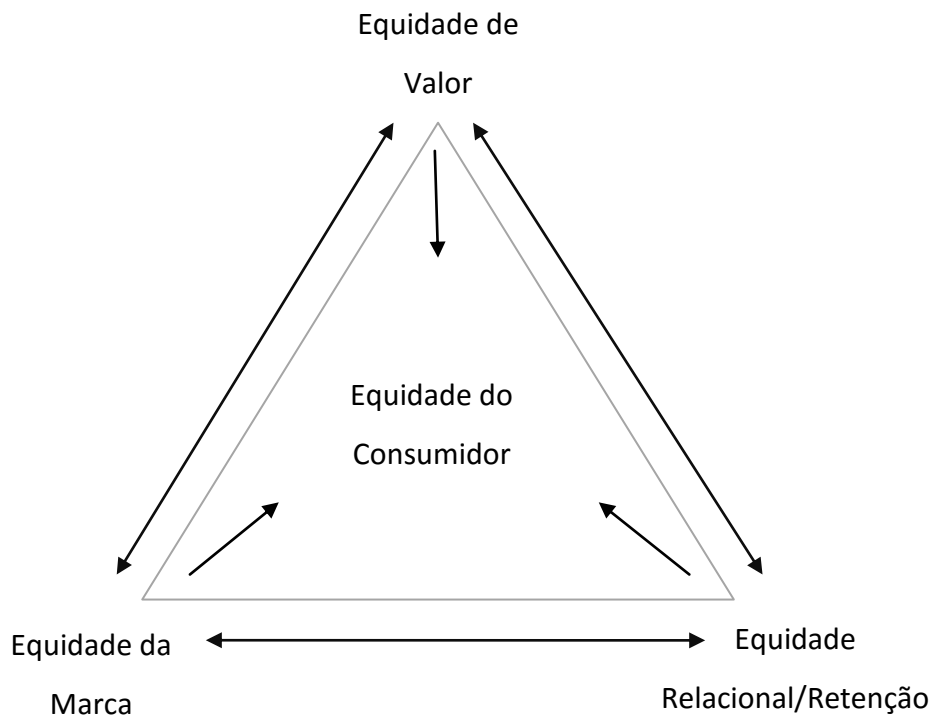 Equidade de
Valor
Equidade do
Consumidor
Equidade da
Marca
Equidade
Relacional/Retenção